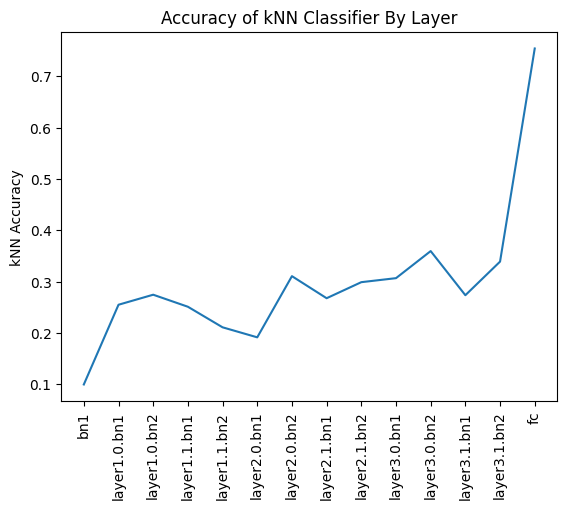 Accuracy of kNN Classifier By Layer
kNN Accuracy
0.7
0.6
0.5
0.4
0.3
0.2
0.1
bn1
layer1.0.bn1
layer1.0.bn2
layer1.1.bn1
layer1.1.bn2
layer2.0.bn1
layer2.0.bn2
layer2.1.bn1
layer2.1.bn2
layer3.0.bn1
layer3.0.bn2
layer3.1.bn1
layer3.1.bn2
fc